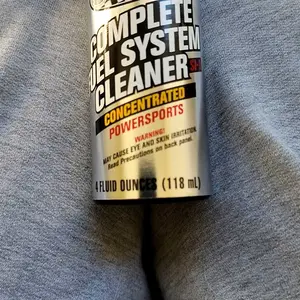 COMPLETE
FUEL SYSTEM
CLEANER
CONCENTRATED
POWERSPORTS
WARNING!
MAY CAUSE EYE AND SKIN IRRITATION.
Read Precautions on back panel.
4 FLUID OUNCES (118 mL)